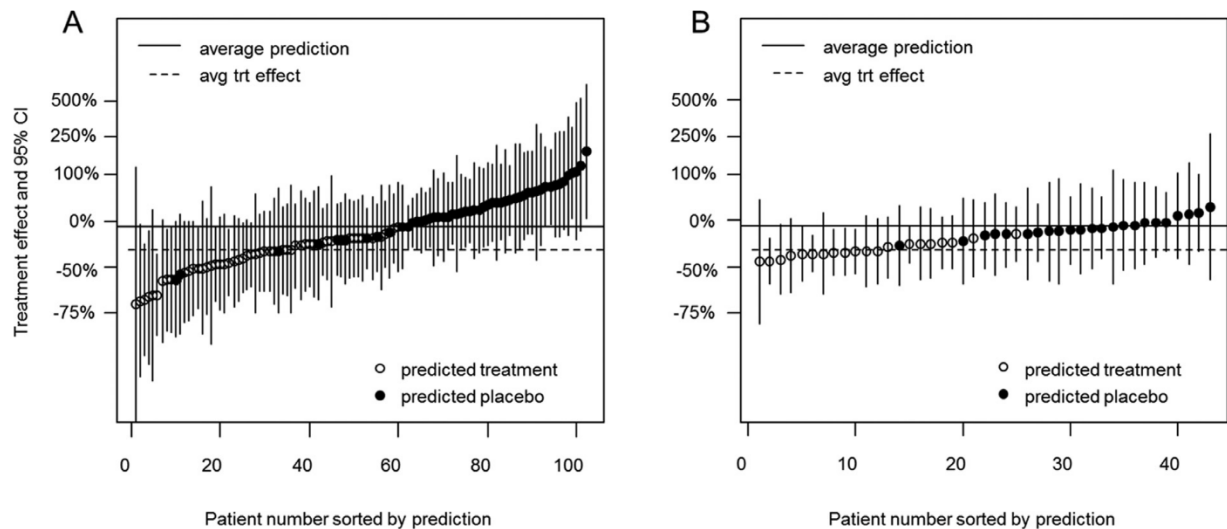 A
average prediction
avg trt effect
500%
250%
100%
0%
-50%
-75%
Treatment effect and 95% CI
predicted treatment
predicted placebo
0 20 40 60 80 100
Patient number sorted by prediction
B
average prediction
avg trt effect
500%
250%
100%
0%
-50%
-75%
predicted treatment
predicted placebo
0 10 20 30 40
Patient number sorted by prediction